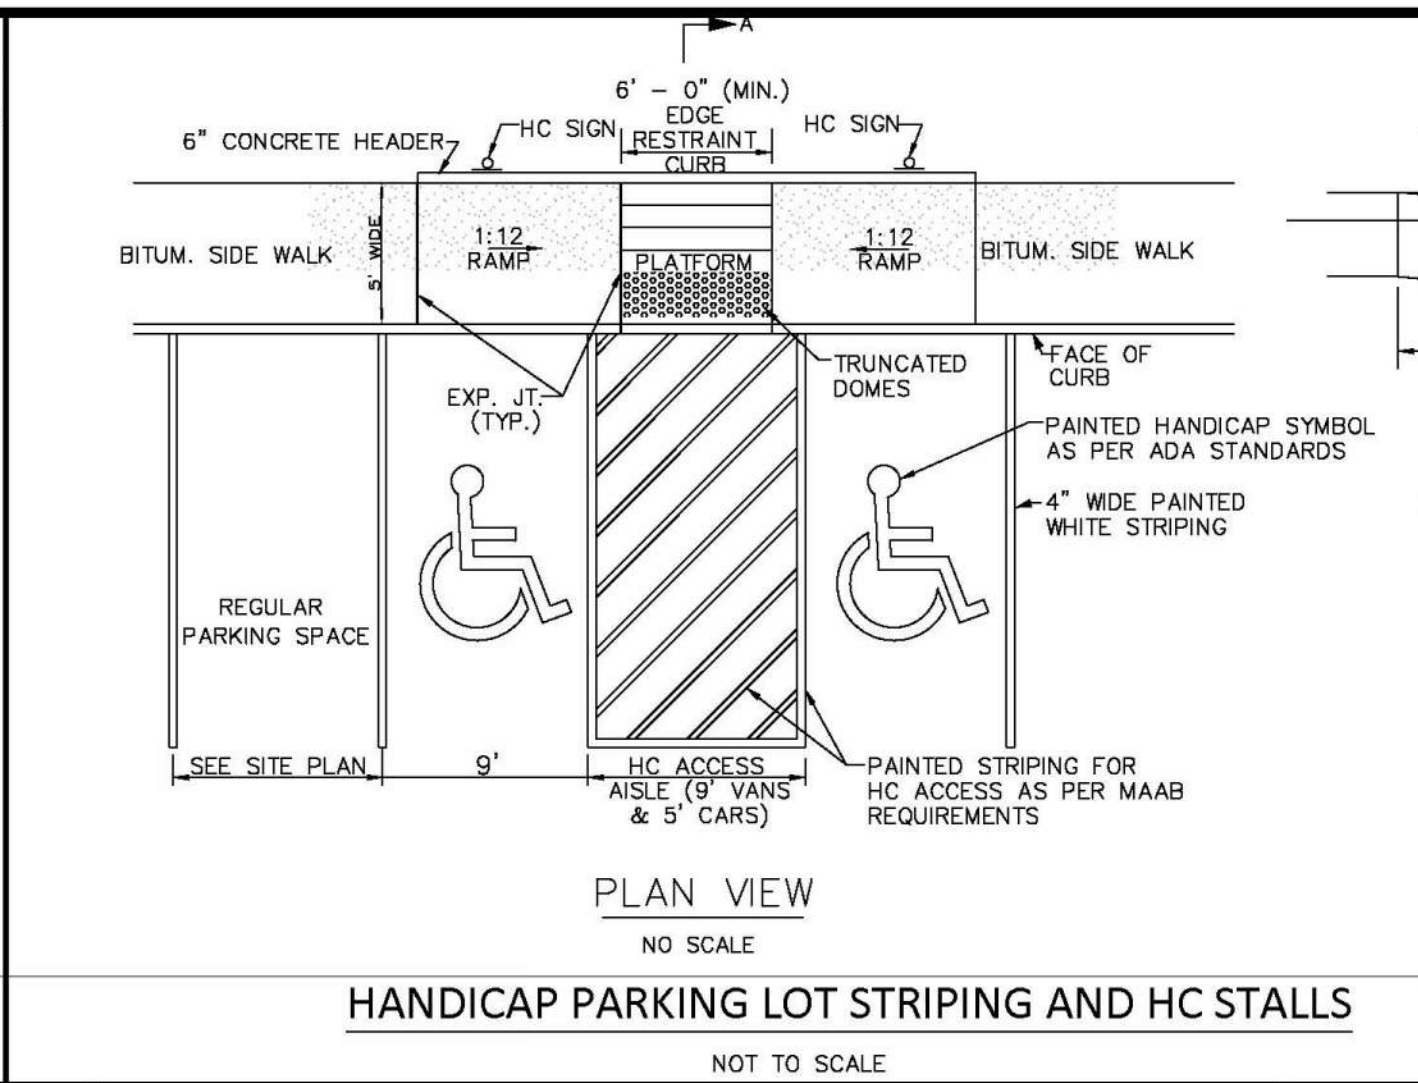 A
6' - 0" (MIN.)
EDGE
RESTRAINT
CURB
6" CONCRETE HEADER
HC SIGN
HC SIGN
BITUM. SIDE WALK
5' WIDE
1:12
RAMP
PLATFORM
1:12
RAMP
BITUM. SIDE WALK
EXP. JT.
(TYP.)
TRUNCATED
DOMES
FACE OF
CURB
PAINTED HANDICAP SYMBOL
AS PER ADA STANDARDS
4" WIDE PAINTED
WHITE STRIPING
REGULAR
PARKING SPACE
SEE SITE PLAN
9'
HC ACCESS
AISLE (9' VANS
& 5' CARS)
PAINTED STRIPING FOR
HC ACCESS AS PER MAAB
REQUIREMENTS
PLAN VIEW
NO SCALE
HANDICAP PARKING LOT STRIPING AND HC STALLS
NOT TO SCALE